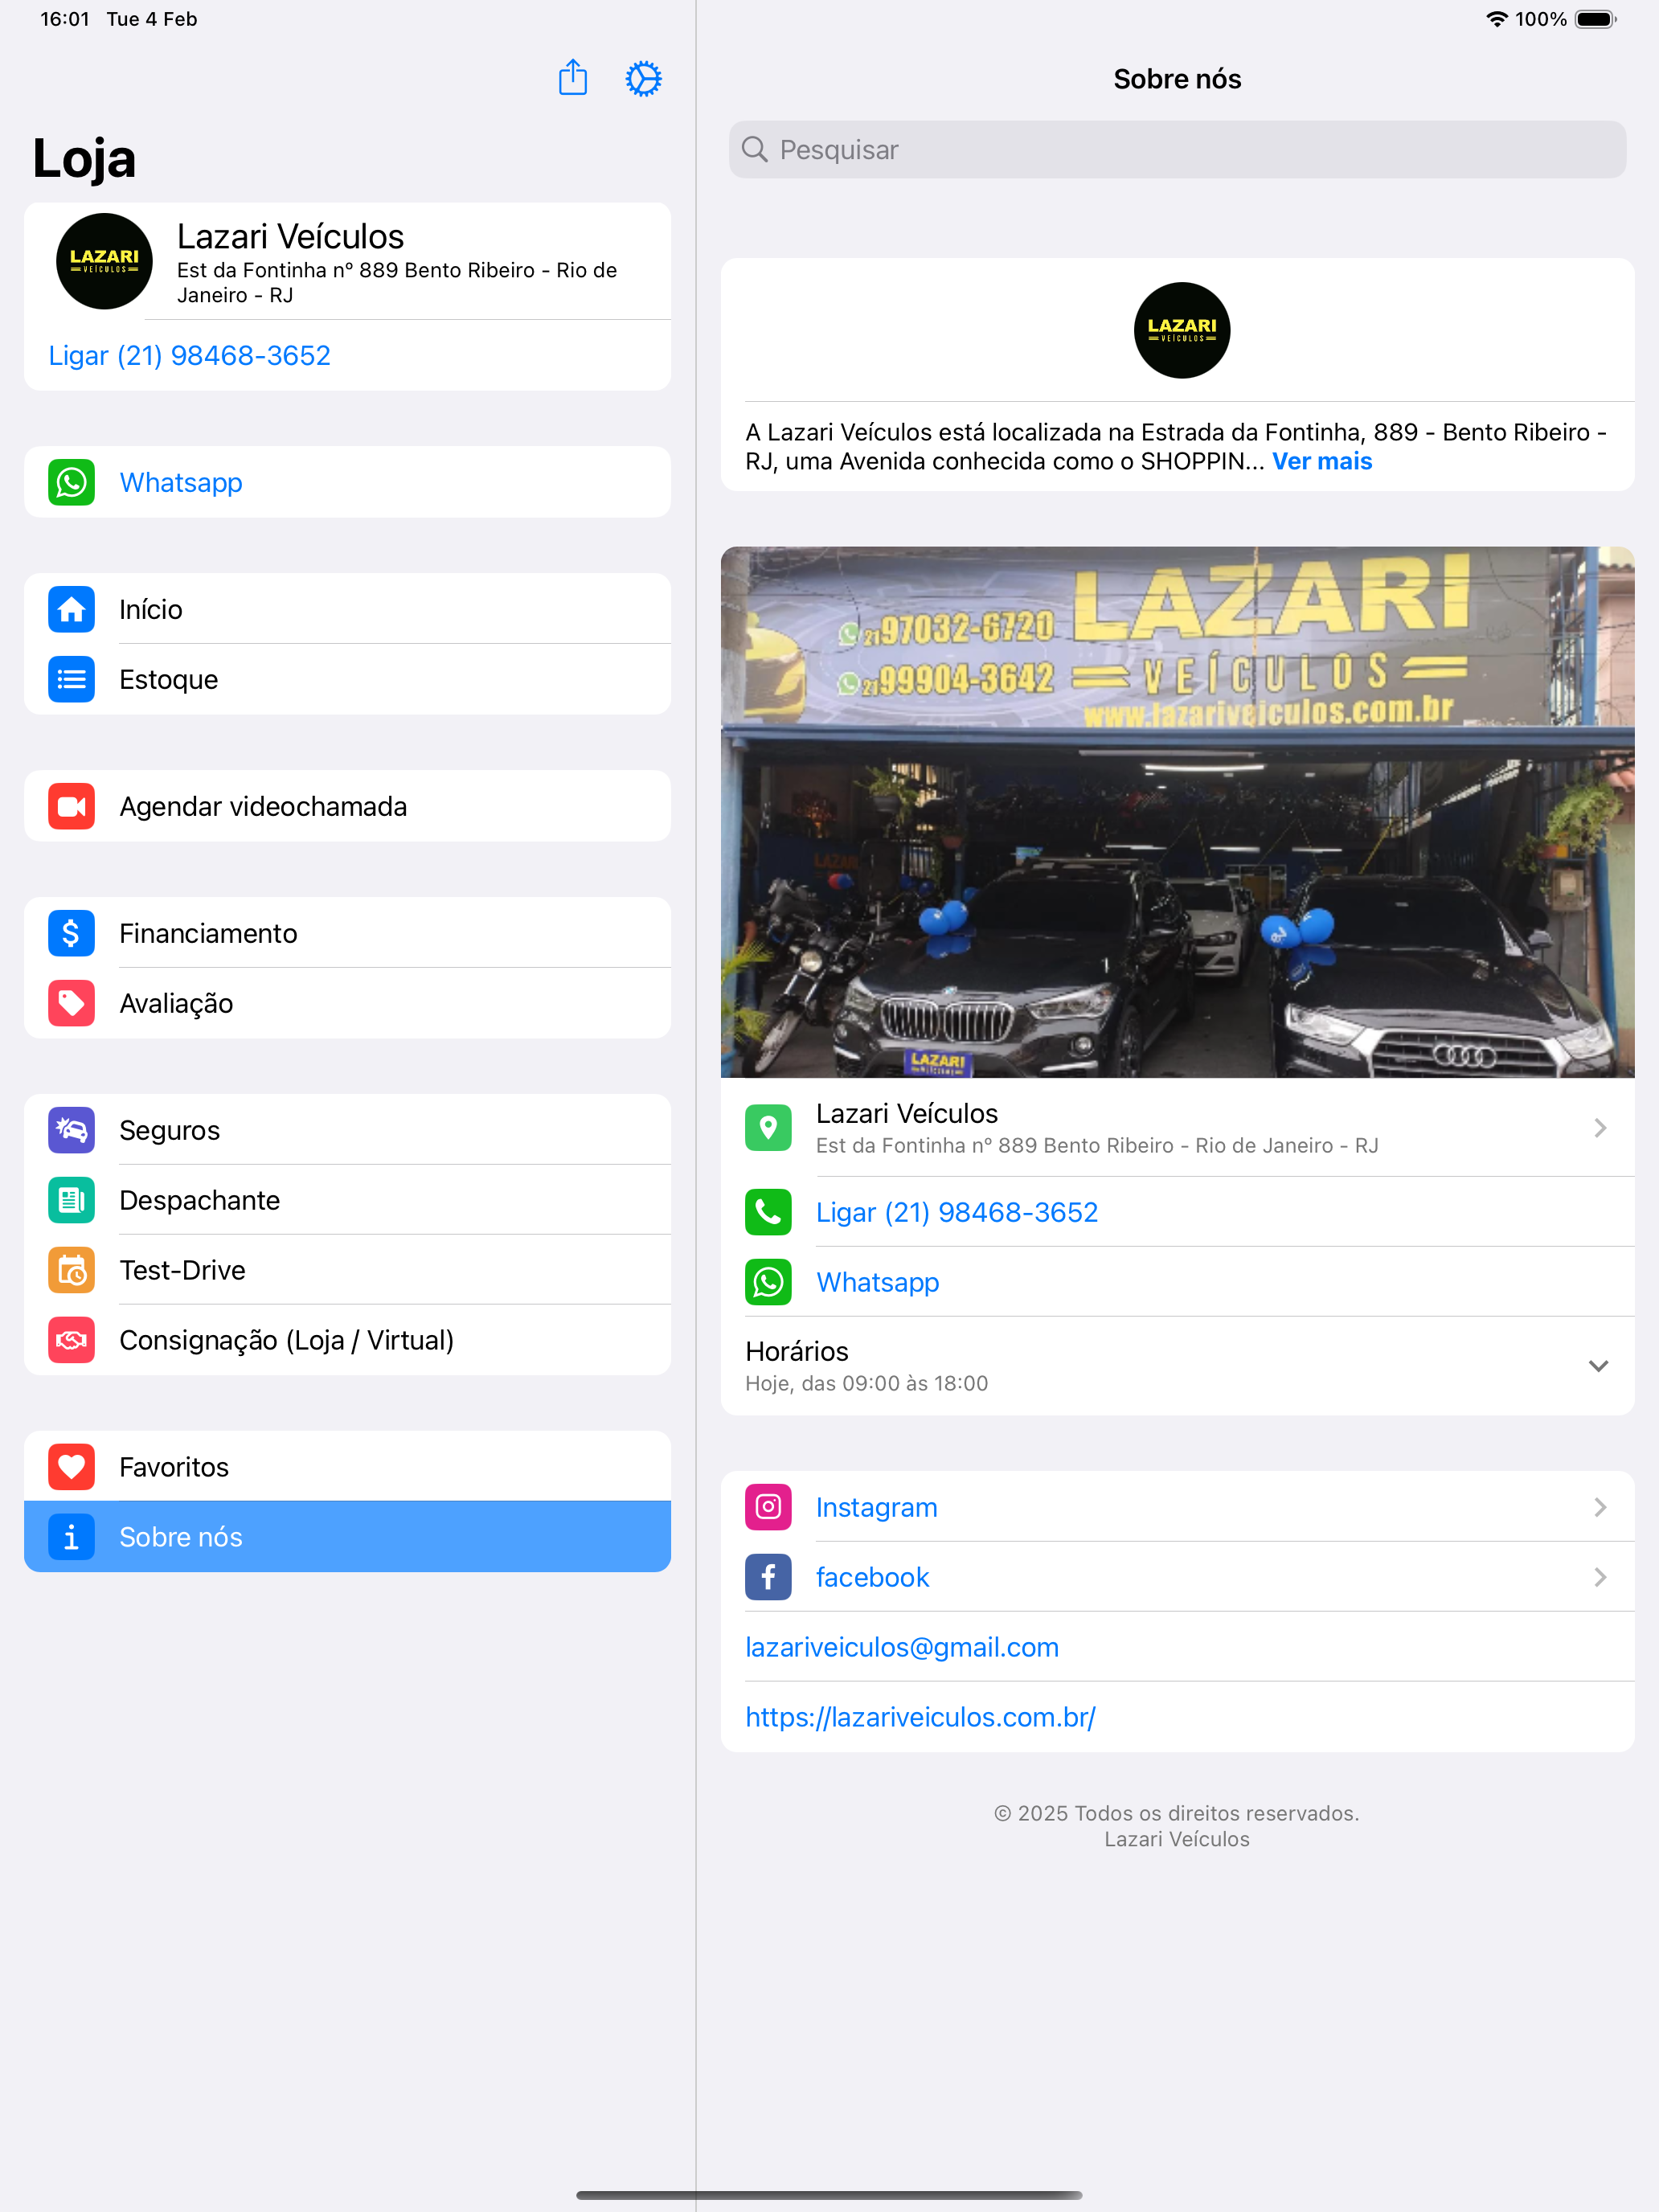 16:01 Tue 4 Feb
100%
Loja
LAZARI
VEÍCULOS
Lazari Veículos
Est da Fontinha nº 889 Bento Ribeiro - Rio de
Janeiro - RJ
Ligar (21) 98468-3652
Whatsapp
Início
Estoque
Agendar videochamada
Financiamento
Avaliação
Seguros
Despachante
Test-Drive
Consignação (Loja / Virtual)
Favoritos
Sobre nós
Sobre nós
Pesquisar
LAZARI
VEÍCULOS
A Lazari Veículos está localizada na Estrada da Fontinha, 889 - Bento Ribeiro -
RJ, uma Avenida conhecida como o SHOPPIN... Ver mais
21 97032-6720
21 99904-3642
LAZARI
VEÍCULOS
www.lazariveiculos.com.br
LAZARI
LAZARI
VEÍCULOS
Lazari Veículos
Est da Fontinha nº 889 Bento Ribeiro - Rio de Janeiro - RJ
Ligar (21) 98468-3652
Whatsapp
Horários
Hoje, das 09:00 às 18:00
Instagram
facebook
lazariveiculos@gmail.com
https://lazariveiculos.com.br/
© 2025 Todos os direitos reservados.
Lazari Veículos